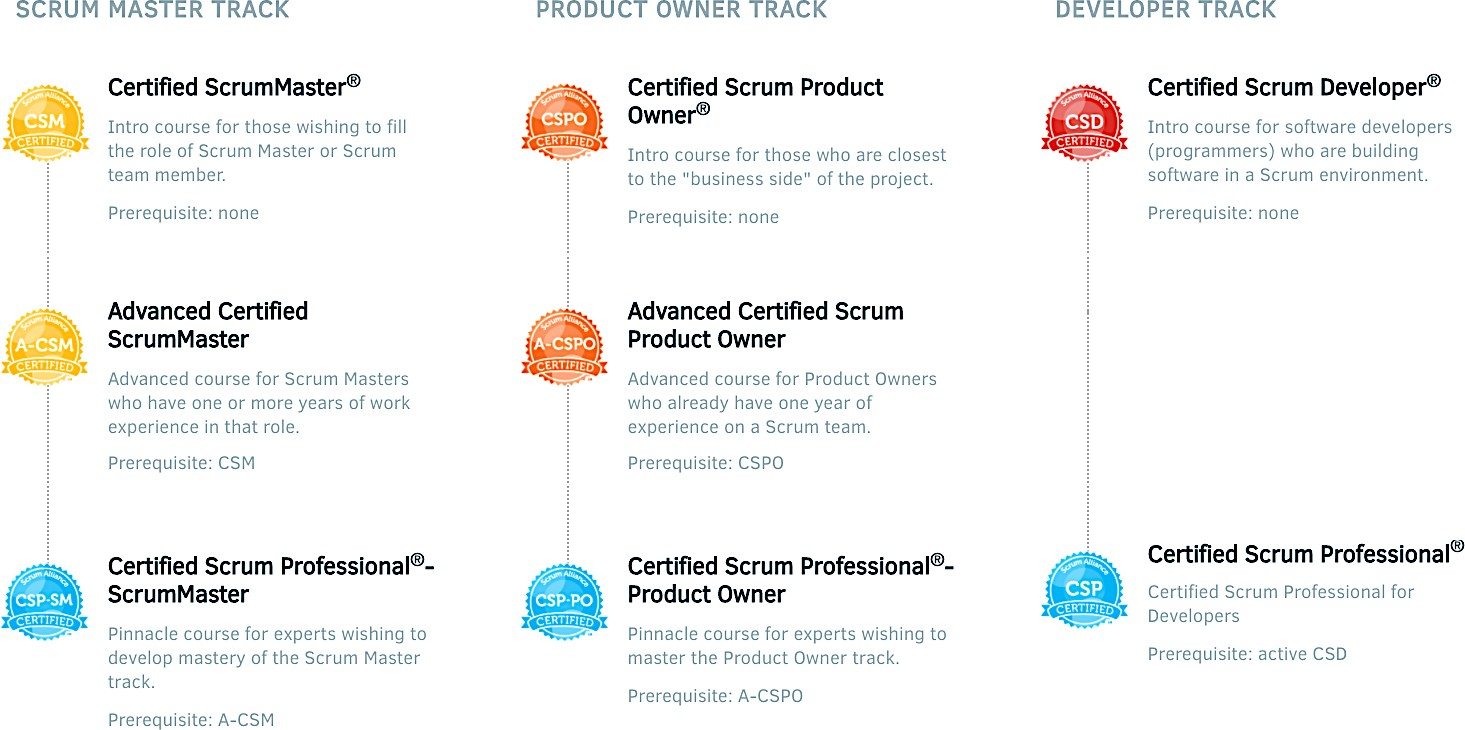 SCRUM MASTER TRACK
Scrum Alliance
CSM
CERTIFIED
Certified ScrumMaster®
Intro course for those wishing to fill
the role of Scrum Master or Scrum
team member.
Prerequisite: none
Scrum Alliance
A-CSM
CERTIFIED
Advanced Certified
ScrumMaster
Advanced course for Scrum Masters
who have one or more years of work
experience in that role.
Prerequisite: CSM
Scrum Alliance
CSP-SM
CERTIFIED
Certified Scrum Professional®-
ScrumMaster
Pinnacle course for experts wishing to
develop mastery of the Scrum Master
track.
Prerequisite: A-CSM
PRODUCT OWNER TRACK
Scrum Alliance
CSPO
CERTIFIED
Certified Scrum Product
Owner®
Intro course for those who are closest
to the "business side" of the project.
Prerequisite: none
Scrum Alliance
A-CSPO
CERTIFIED
Advanced Certified Scrum
Product Owner
Advanced course for Product Owners
who already have one year of
experience on a Scrum team.
Prerequisite: CSPO
Scrum Alliance
CSP-PO
CERTIFIED
Certified Scrum Professional®-
Product Owner
Pinnacle course for experts wishing to
master the Product Owner track.
Prerequisite: A-CSPO
DEVELOPER TRACK
Scrum Alliance
CSD
CERTIFIED
Certified Scrum Developer®
Intro course for software developers
(programmers) who are building
software in a Scrum environment.
Prerequisite: none
Scrum Alliance
CSP
CERTIFIED
Certified Scrum Professional®
Certified Scrum Professional for
Developers
Prerequisite: active CSD